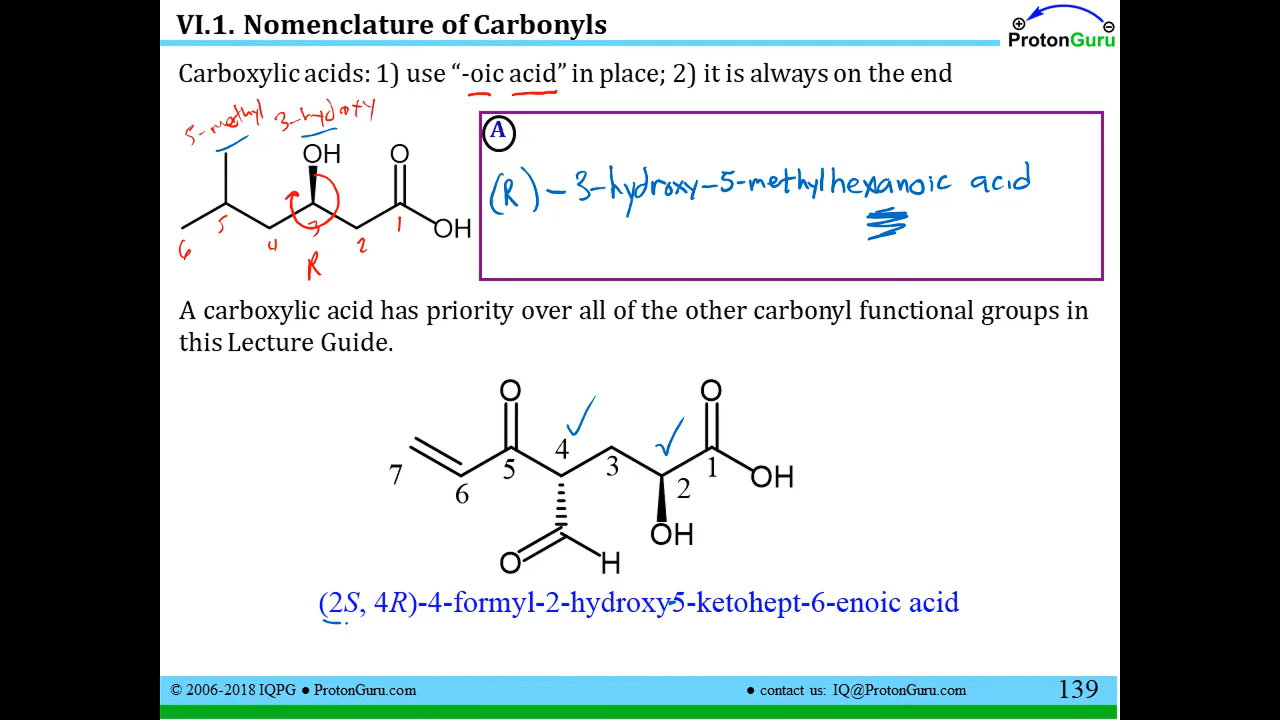 VI.1. Nomenclature of Carbonyls
ProtonGuru
Carboxylic acids: 1) use “-oic acid” in place; 2) it is always on the end
5-methyl 3-hydroxy
OH O
OH
6 5 4 3 2 1
R
A
(R)-3-hydroxy-5-methylhexanoic acid
A carboxylic acid has priority over all of the other carbonyl functional groups in
this Lecture Guide.
O O
7 6 5 4 3 2 1
OH
OH
O H
(2S, 4R)-4-formyl-2-hydroxy-5-ketohept-6-enoic acid
© 2006-2018 IQPG ● ProtonGuru.com ● contact us: IQ@ProtonGuru.com 139